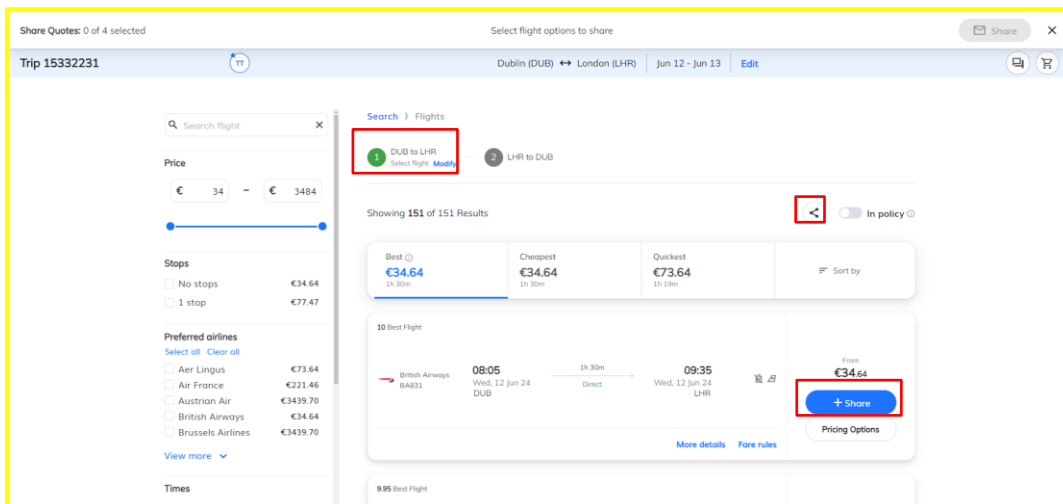 Share Quotes: 0 of 4 selected
Select flight options to share
Share
Trip 15332231
TT
Dublin (DUB) ↔ London (LHR)
Jun 12 - Jun 13
Edit
Search flight
Price
€ 34 - € 3484
Stops
No stops €34.64
1 stop €77.47
Preferred airlines
Select all Clear all
Aer Lingus €73.64
Air France €221.46
Austrian Air €3439.70
British Airways €34.64
Brussels Airlines €3439.70
View more
Times
Search > Flights
1 DUB to LHR
Select flight Modify
2 LHR to DUB
Showing 151 of 151 Results
In policy
Best
€34.64
1h 30m
Cheapest
€34.64
1h 30m
Quickest
€73.64
1h 19m
Sort by
10 Best Flight
British Airways
BA831
08:05
Wed, 12 Jun 24
DUB
1h 30m
Direct
09:35
Wed, 12 Jun 24
LHR
From
€34.64
+ Share
Pricing Options
More details Fare rules
9.95 Best Flight